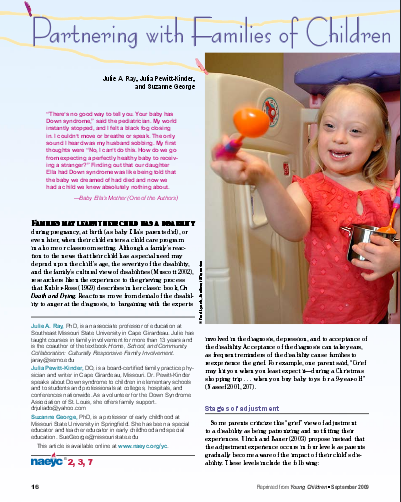 Partnering with Families of Children
Julie A. Ray, Julia Pewitt-Kinder,
and Suzanne George
"There's no good way to tell you. Your baby has
Down syndrome," said the pediatrician. My world
instantly stopped, and I felt a black fog closing
in. I couldn't move or breathe or speak. The only
sound I heard was my husband sobbing. My first
thoughts were "No, I can't do this. How do we go
from expecting a perfectly healthy baby to receiv-
ing a stranger?" Finding out that our daughter
Ella had Down syndrome was like being told that
the baby we dreamed of had died and now we
had a child we knew absolutely nothing about.
—Baby Ella's Mother (One of the Authors)
FAMILIES MAY LEARN THEIR CHILD HAS A DISABILITY
during pregnancy, at birth (as baby Ella's parents did), or
even later, when their child enters a child care program
in a home or classroom setting. Although a family's reac-
tion to the news that their child has a special need may
depend upon the child's age, the severity of the disability,
and the family's cultural view of disabilities (Muscott 2002),
researchers liken the experience to the grieving process
that Kubler-Ross (1969) describes in her classic book, On
Death and Dying. Reactions move from denial of the disabil-
ity to anger at the diagnosis, to bargaining with the experts
involved in the diagnosis, depression, and to acceptance of
the disability. Acceptance of the diagnosis can take years,
as frequent reminders of the disability cause families to
reexperience the grief. For example, one parent said, "Grief
may hit you when you least expect it—during a Christmas
shopping trip . . . when you buy baby toys for a 9-year-old"
(Naseef 2001, 207).
Stages of adjustment
Some parents criticize this "grief" view of adjustment
to a disability as being patronizing and not fitting their
experiences. Ulrich and Bauer (2003) propose instead that
the adjustment experience occurs in four levels as parents
gradually become aware of the impact of their child's dis-
ability. These levels include the following:
Julie A. Ray, PhD, is an associate professor of education at
Southeast Missouri State University in Cape Girardeau. Julie has
taught courses in family involvement for more than 13 years and
is the coauthor of the textbook Home, School, and Community
Collaboration: Culturally Responsive Family Involvement.
jaray@semo.edu
Julia Pewitt-Kinder, DO, is a board-certified family practice phy-
sician and writer in Cape Girardeau, Missouri. Dr. Pewitt-Kinder
speaks about Down syndrome to children in elementary schools
and to students and professionals at colleges, hospitals, and
conferences nationwide. As a volunteer for the Down Syndrome
Association of St. Louis, she offers family support.
drjuliado@yahoo.com
Suzanne George, PhD, is a professor of early childhood at
Missouri State University in Springfield. She has been a special
educator and teacher educator in early childhood and special
education. SueGeorge@missouristate.edu
This article is available online at www.naeyc.org/yc.
naeyc® 2, 3, 7
16
Reprinted from Young Children • September 2009